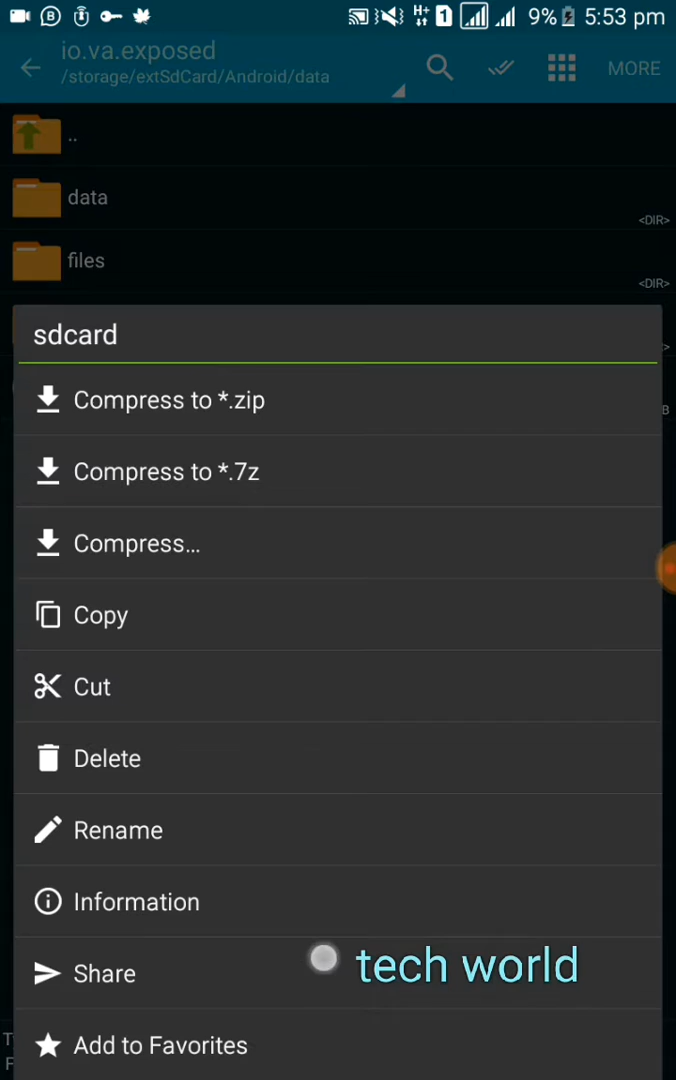 H+ 1 9% 5:53 pm
io.va.exposed
/storage/extSdCard/Android/data
MORE
..
data
<DIR>
files
<DIR>
sdcard
Compress to *.zip
Compress to *.7z
Compress...
Copy
Cut
Delete
Rename
Information
Share
tech world
Add to Favorites